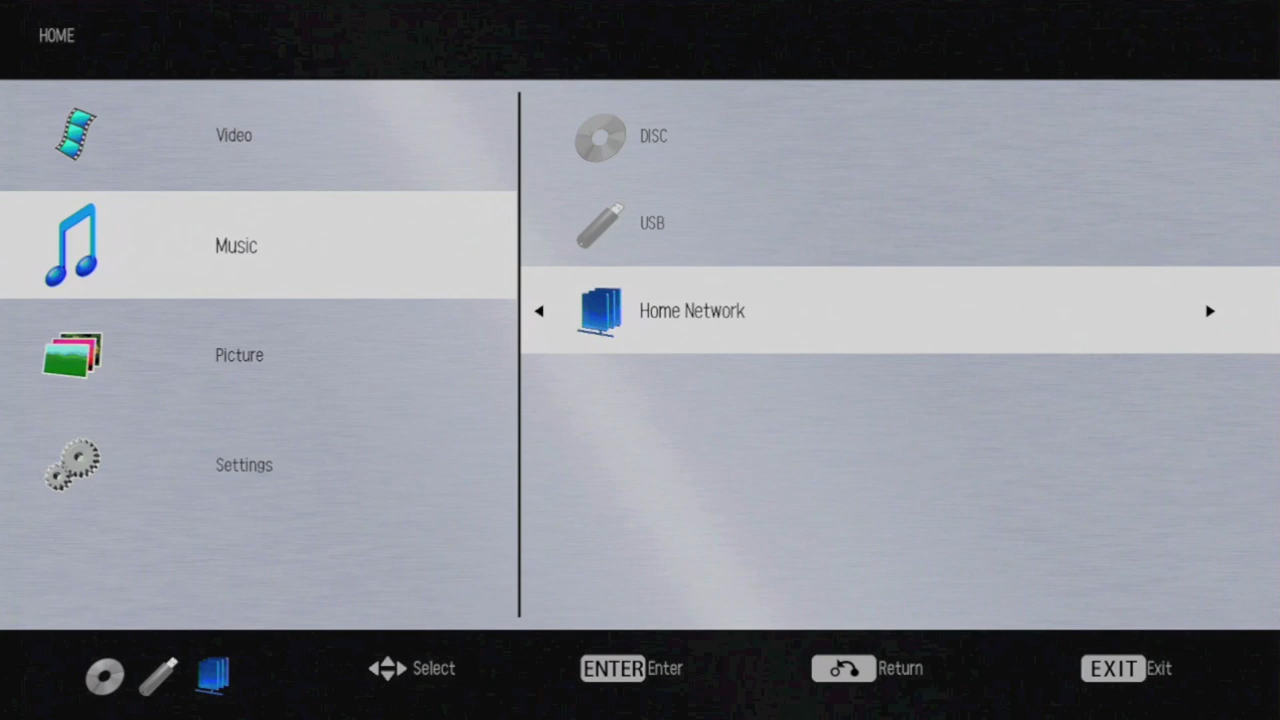 HOME
Video
Music
Picture
Settings
DISC
USB
Home Network
Select
ENTER Enter
Return
EXIT Exit